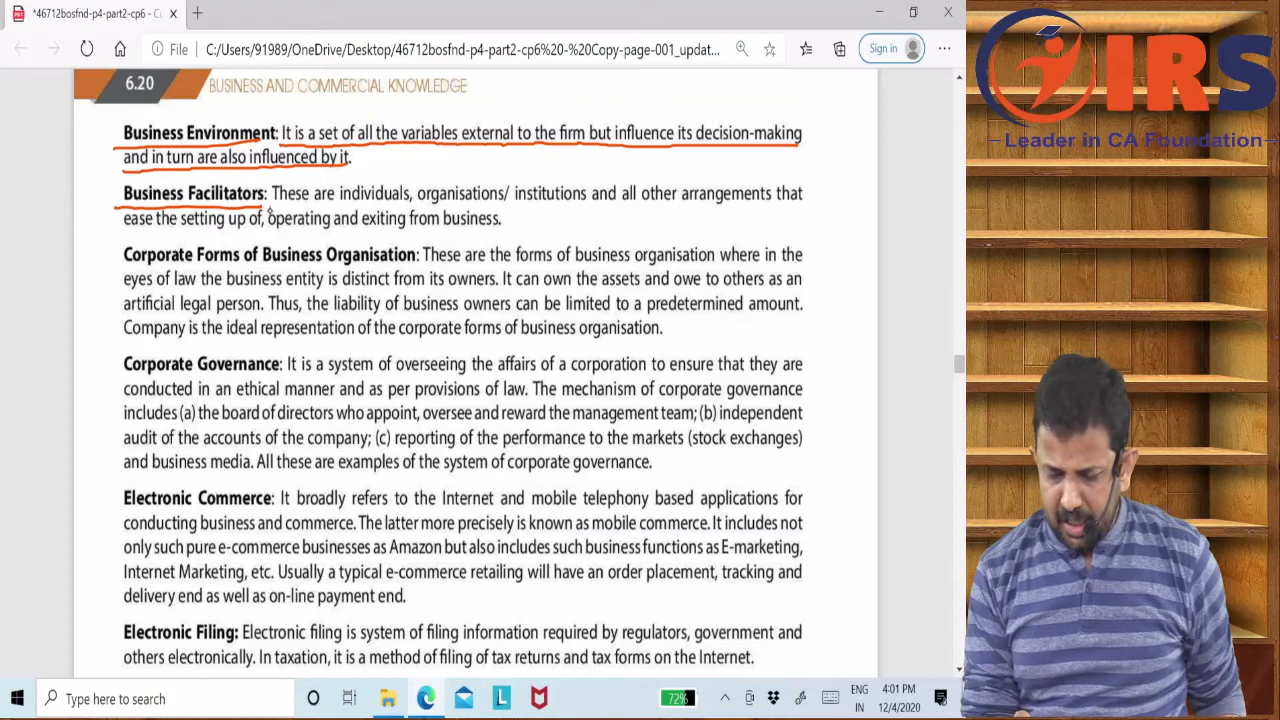 *46712bosfnd-p4-part2-cp6 - C
File
C:/Users/91989/OneDrive/Desktop/46712bosfnd-p4-part2-cp6%20-%20Copy-page-001_updat...
Sign in
IRS
Leader in CA Foundation
6.20 BUSINESS AND COMMERCIAL KNOWLEDGE
Business Environment: It is a set of all the variables external to the firm but influence its decision-making
and in turn are also influenced by it.
Business Facilitators: These are individuals, organisations/ institutions and all other arrangements that
ease the setting up of, operating and exiting from business.
Corporate Forms of Business Organisation: These are the forms of business organisation where in the
eyes of law the business entity is distinct from its owners. It can own the assets and owe to others as an
artificial legal person. Thus, the liability of business owners can be limited to a predetermined amount.
Company is the ideal representation of the corporate forms of business organisation.
Corporate Governance: It is a system of overseeing the affairs of a corporation to ensure that they are
conducted in an ethical manner and as per provisions of law. The mechanism of corporate governance
includes (a) the board of directors who appoint, oversee and reward the management team; (b) independent
audit of the accounts of the company; (c) reporting of the performance to the markets (stock exchanges)
and business media. All these are examples of the system of corporate governance.
Electronic Commerce: It broadly refers to the Internet and mobile telephony based applications for
conducting business and commerce. The latter more precisely is known as mobile commerce. It includes not
only such pure e-commerce businesses as Amazon but also includes such business functions as E-marketing,
Internet Marketing, etc. Usually a typical e-commerce retailing will have an order placement, tracking and
delivery end as well as on-line payment end.
Electronic Filing: Electronic filing is system of filing information required by regulators, government and
others electronically. In taxation, it is a method of filing of tax returns and tax forms on the Internet.
Type here to search
72%
ENG
IN
4:01 PM
12/4/2020